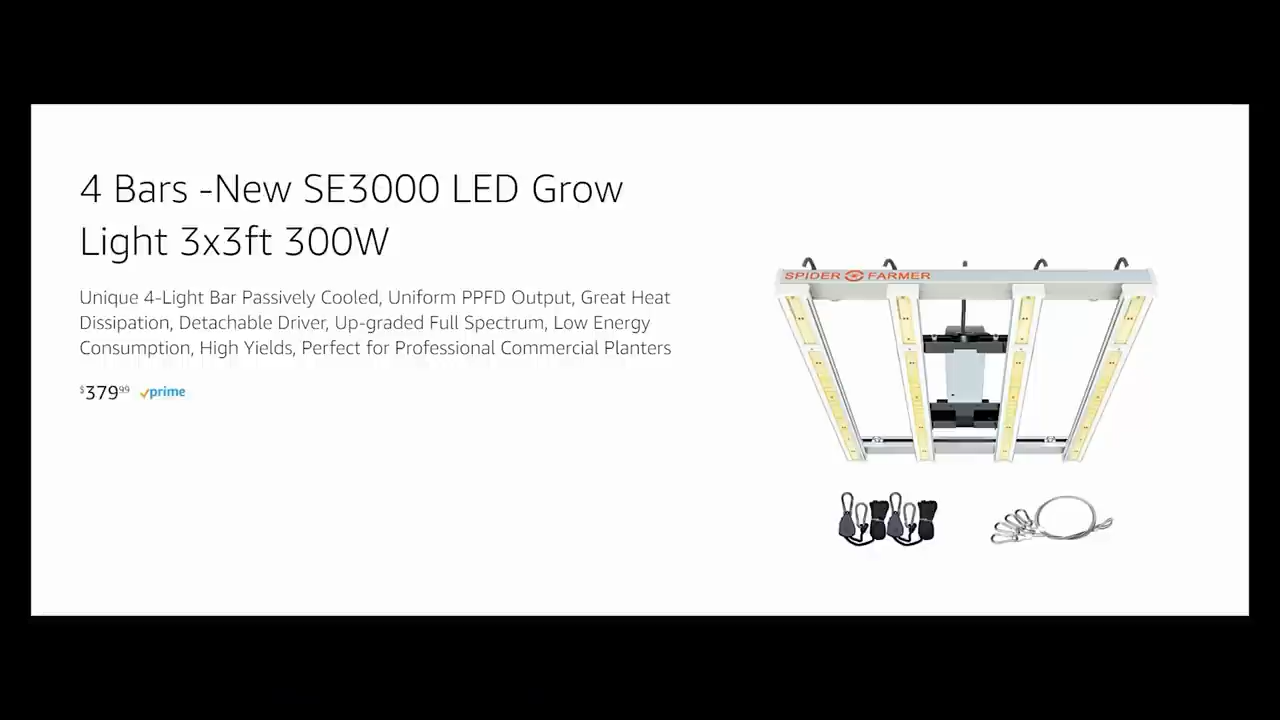 4 Bars -New SE3000 LED Grow
Light 3x3ft 300W
Unique 4-Light Bar Passively Cooled, Uniform PPFD Output, Great Heat
Dissipation, Detachable Driver, Up-graded Full Spectrum, Low Energy
Consumption, High Yields, Perfect for Professional Commercial Planters
$37999 prime
SPIDER FARMER